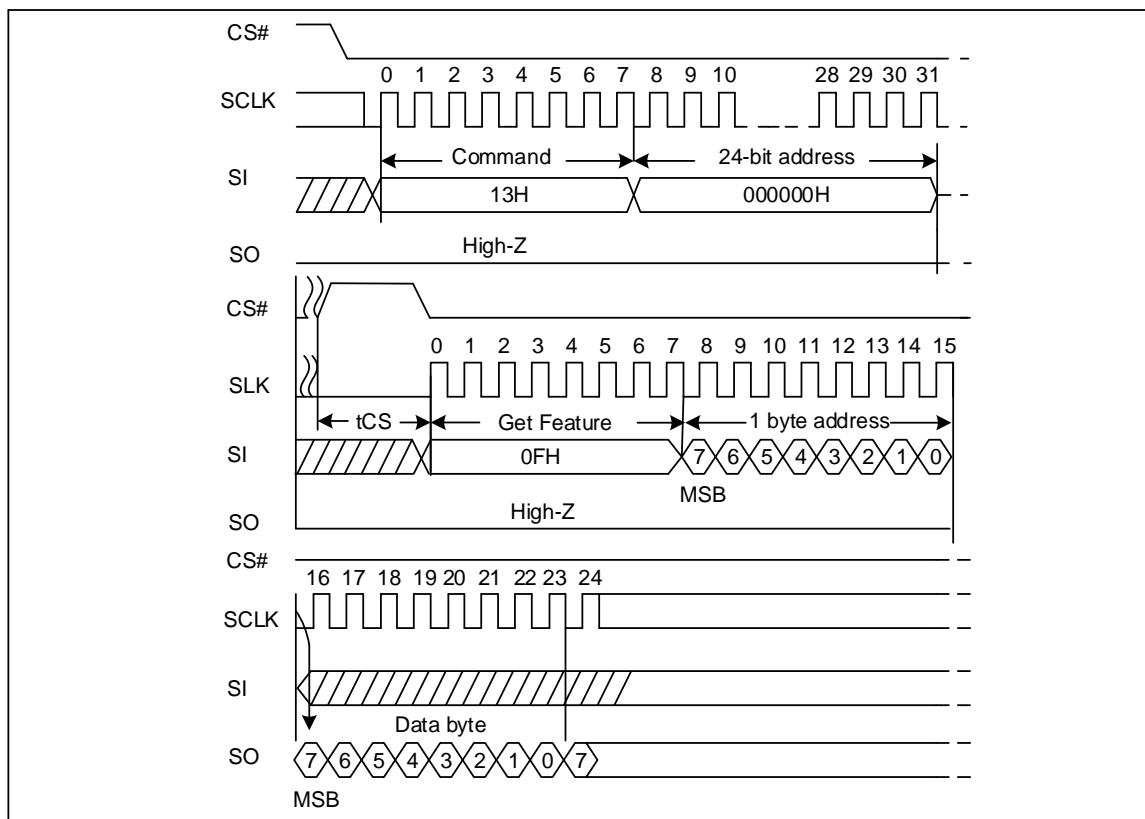 CS#
0 1 2 3 4 5 6 7 8 9 10 28 29 30 31
SCLK
Command 24-bit address
SI
13H 000000H
High-Z
SO
CS#
0 1 2 3 4 5 6 7 8 9 10 11 12 13 14 15
SLK
tCS Get Feature 1 byte address
SI
0FH 7 6 5 4 3 2 1 0
MSB
High-Z
SO
CS#
16 17 18 19 20 21 22 23 24
SCLK
SI
Data byte
SO
7 6 5 4 3 2 1 0 7
MSB